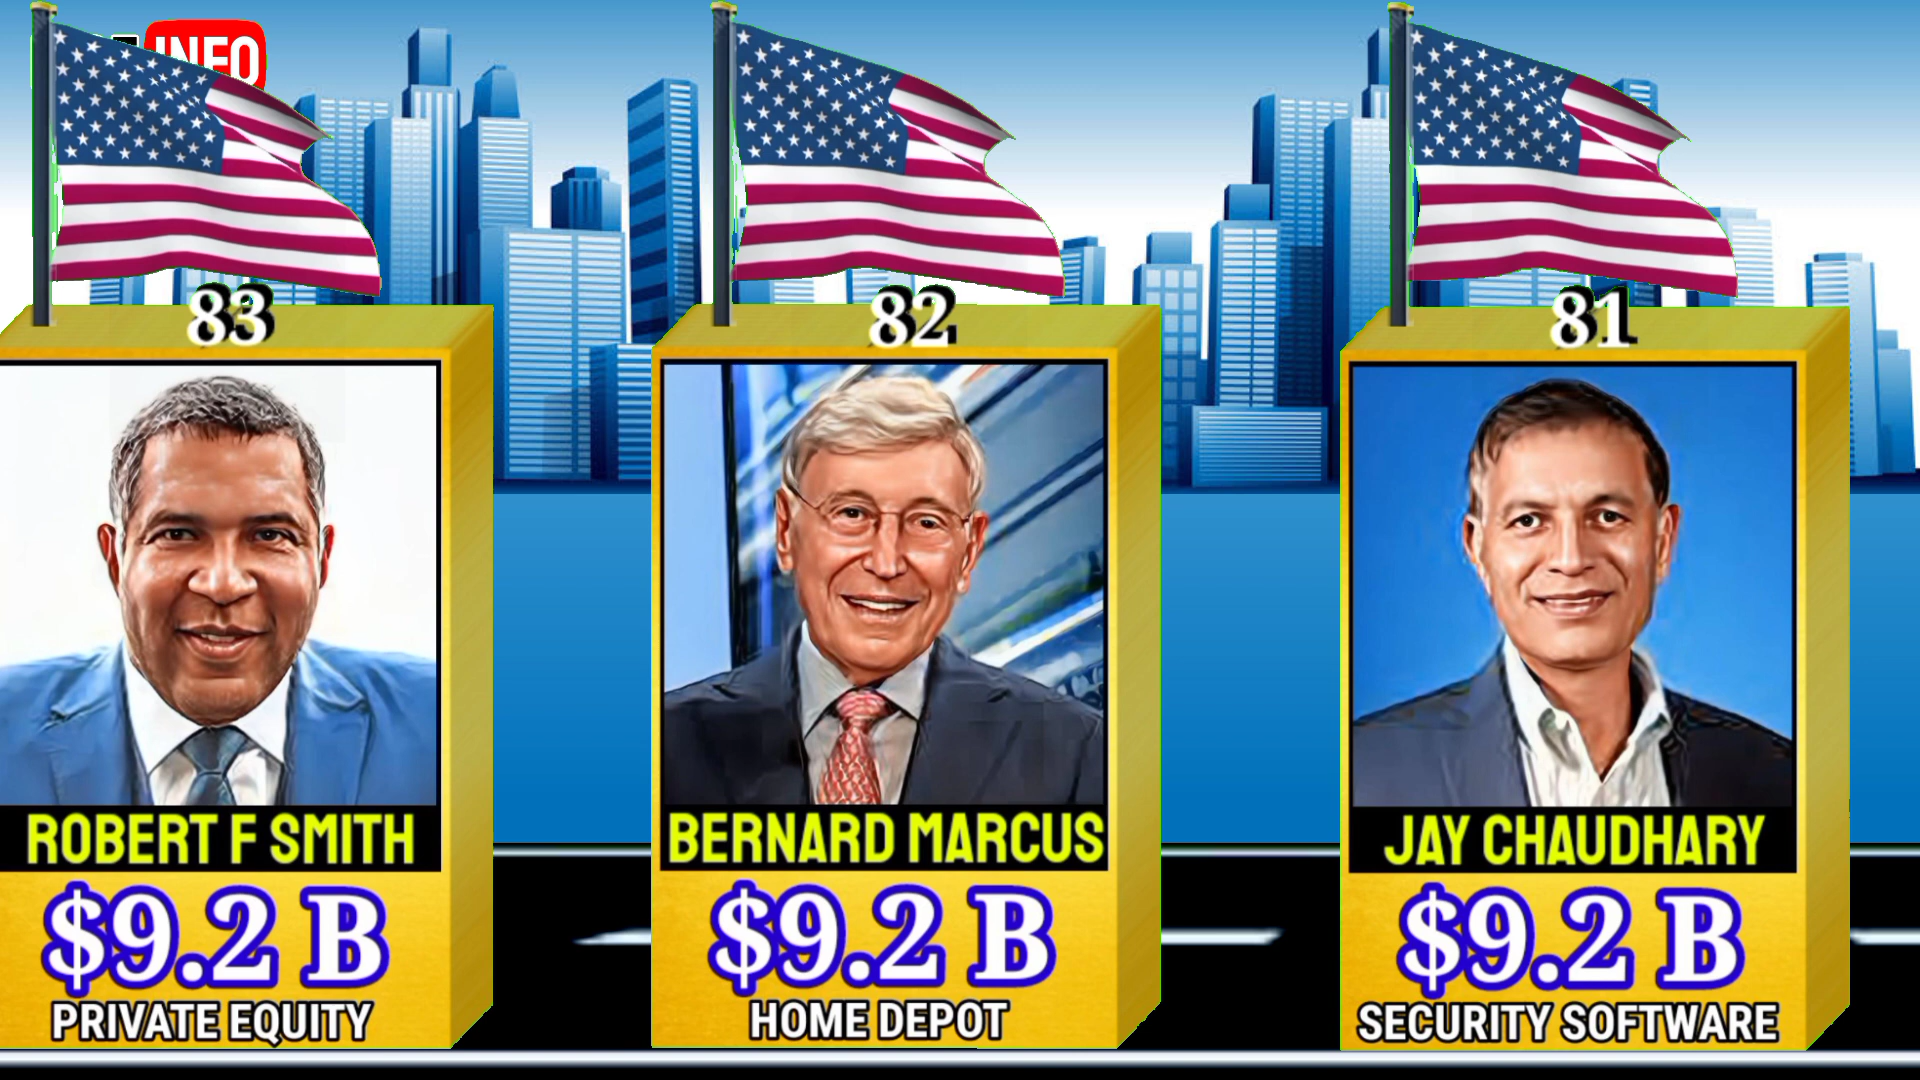 INFO
83
82
81
ROBERT F SMITH
BERNARD MARCUS
JAY CHAUDHARY
$9.2 B
$9.2 B
$9.2 B
PRIVATE EQUITY
HOME DEPOT
SECURITY SOFTWARE